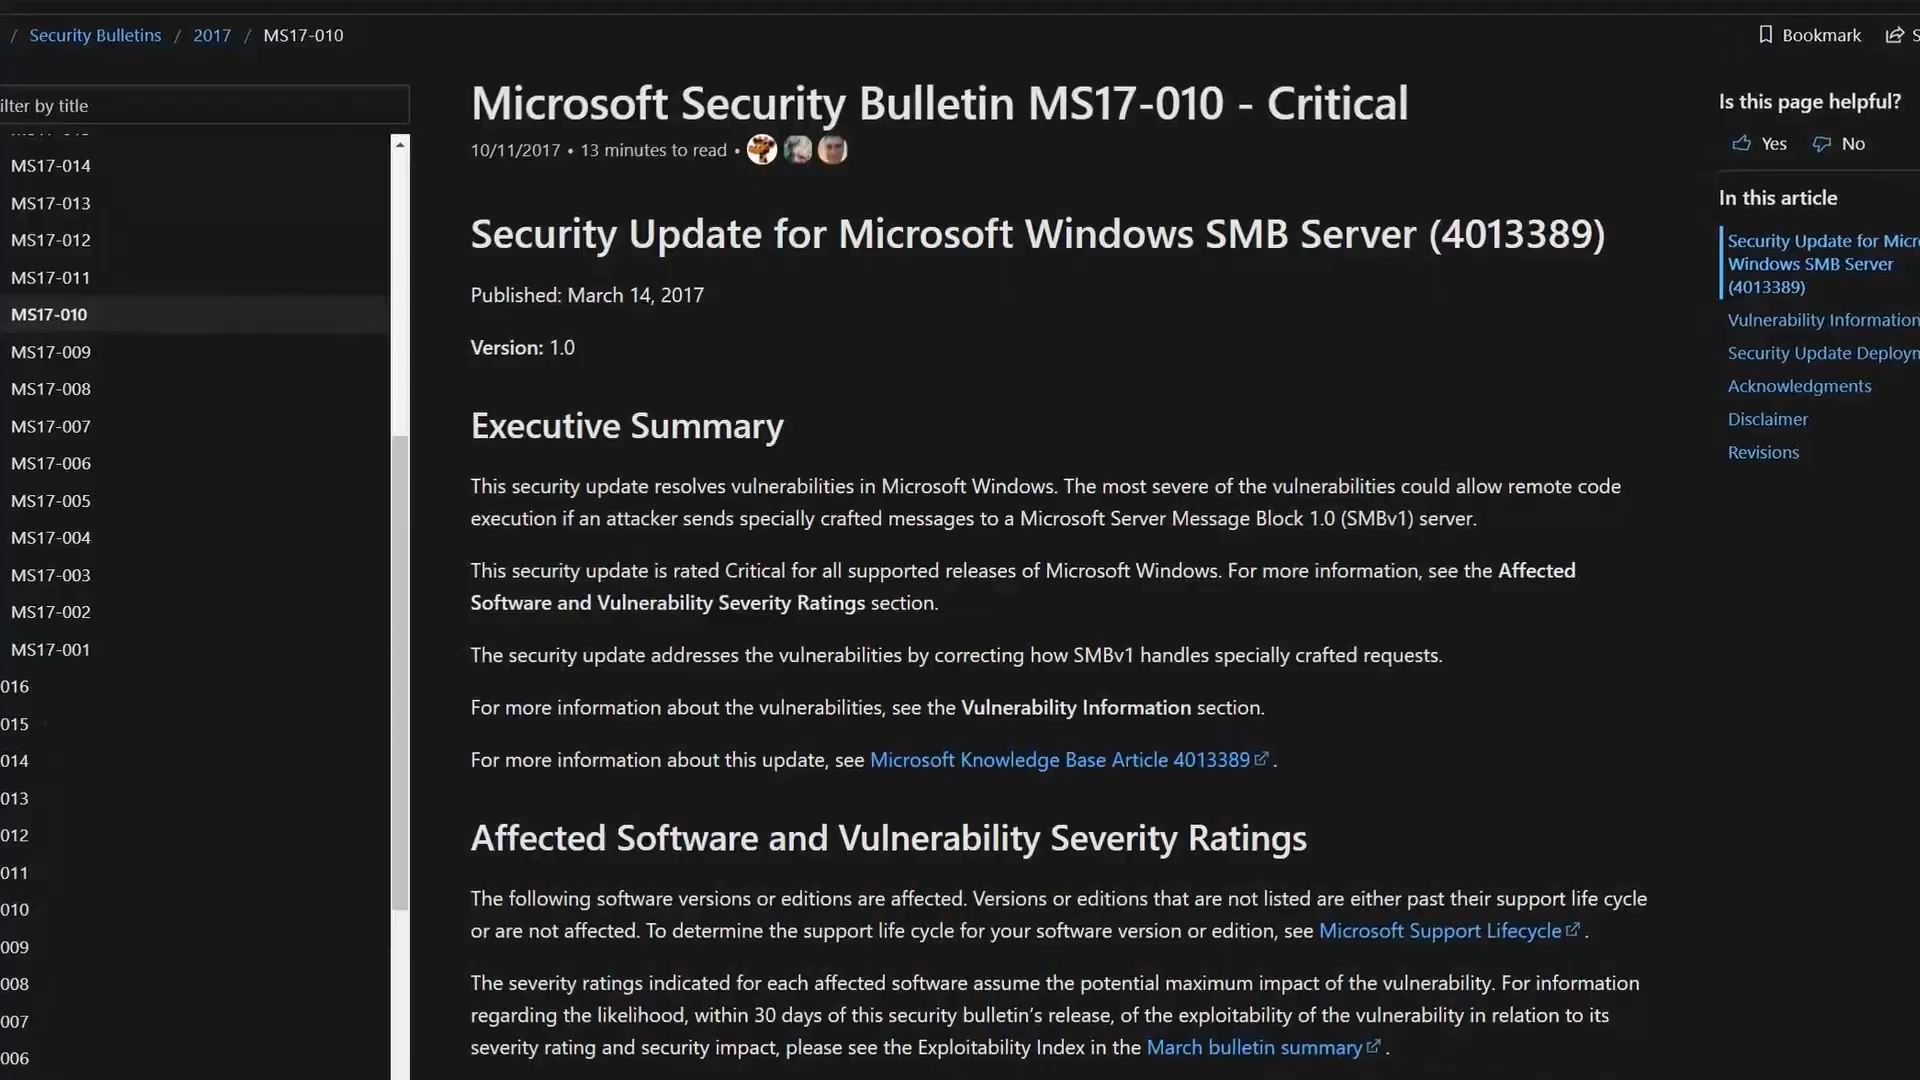 / Security Bulletins / 2017 / MS17-010
Bookmark
ilter by title
MS17-014
MS17-013
MS17-012
MS17-011
MS17-010
MS17-009
MS17-008
MS17-007
MS17-006
MS17-005
MS17-004
MS17-003
MS17-002
MS17-001
016
015
014
013
012
011
010
009
008
007
006
Microsoft Security Bulletin MS17-010 - Critical
10/11/2017 • 13 minutes to read •
Security Update for Microsoft Windows SMB Server (4013389)
Published: March 14, 2017
Version: 1.0
Executive Summary
This security update resolves vulnerabilities in Microsoft Windows. The most severe of the vulnerabilities could allow remote code
execution if an attacker sends specially crafted messages to a Microsoft Server Message Block 1.0 (SMBv1) server.
This security update is rated Critical for all supported releases of Microsoft Windows. For more information, see the Affected
Software and Vulnerability Severity Ratings section.
The security update addresses the vulnerabilities by correcting how SMBv1 handles specially crafted requests.
For more information about the vulnerabilities, see the Vulnerability Information section.
For more information about this update, see Microsoft Knowledge Base Article 4013389 .
Affected Software and Vulnerability Severity Ratings
The following software versions or editions are affected. Versions or editions that are not listed are either past their support life cycle
or are not affected. To determine the support life cycle for your software version or edition, see Microsoft Support Lifecycle .
The severity ratings indicated for each affected software assume the potential maximum impact of the vulnerability. For information
regarding the likelihood, within 30 days of this security bulletin’s release, of the exploitability of the vulnerability in relation to its
severity rating and security impact, please see the Exploitability Index in the March bulletin summary .
Is this page helpful?
Yes No
In this article
Security Update for Micr
Windows SMB Server
(4013389)
Vulnerability Information
Security Update Deploym
Acknowledgments
Disclaimer
Revisions